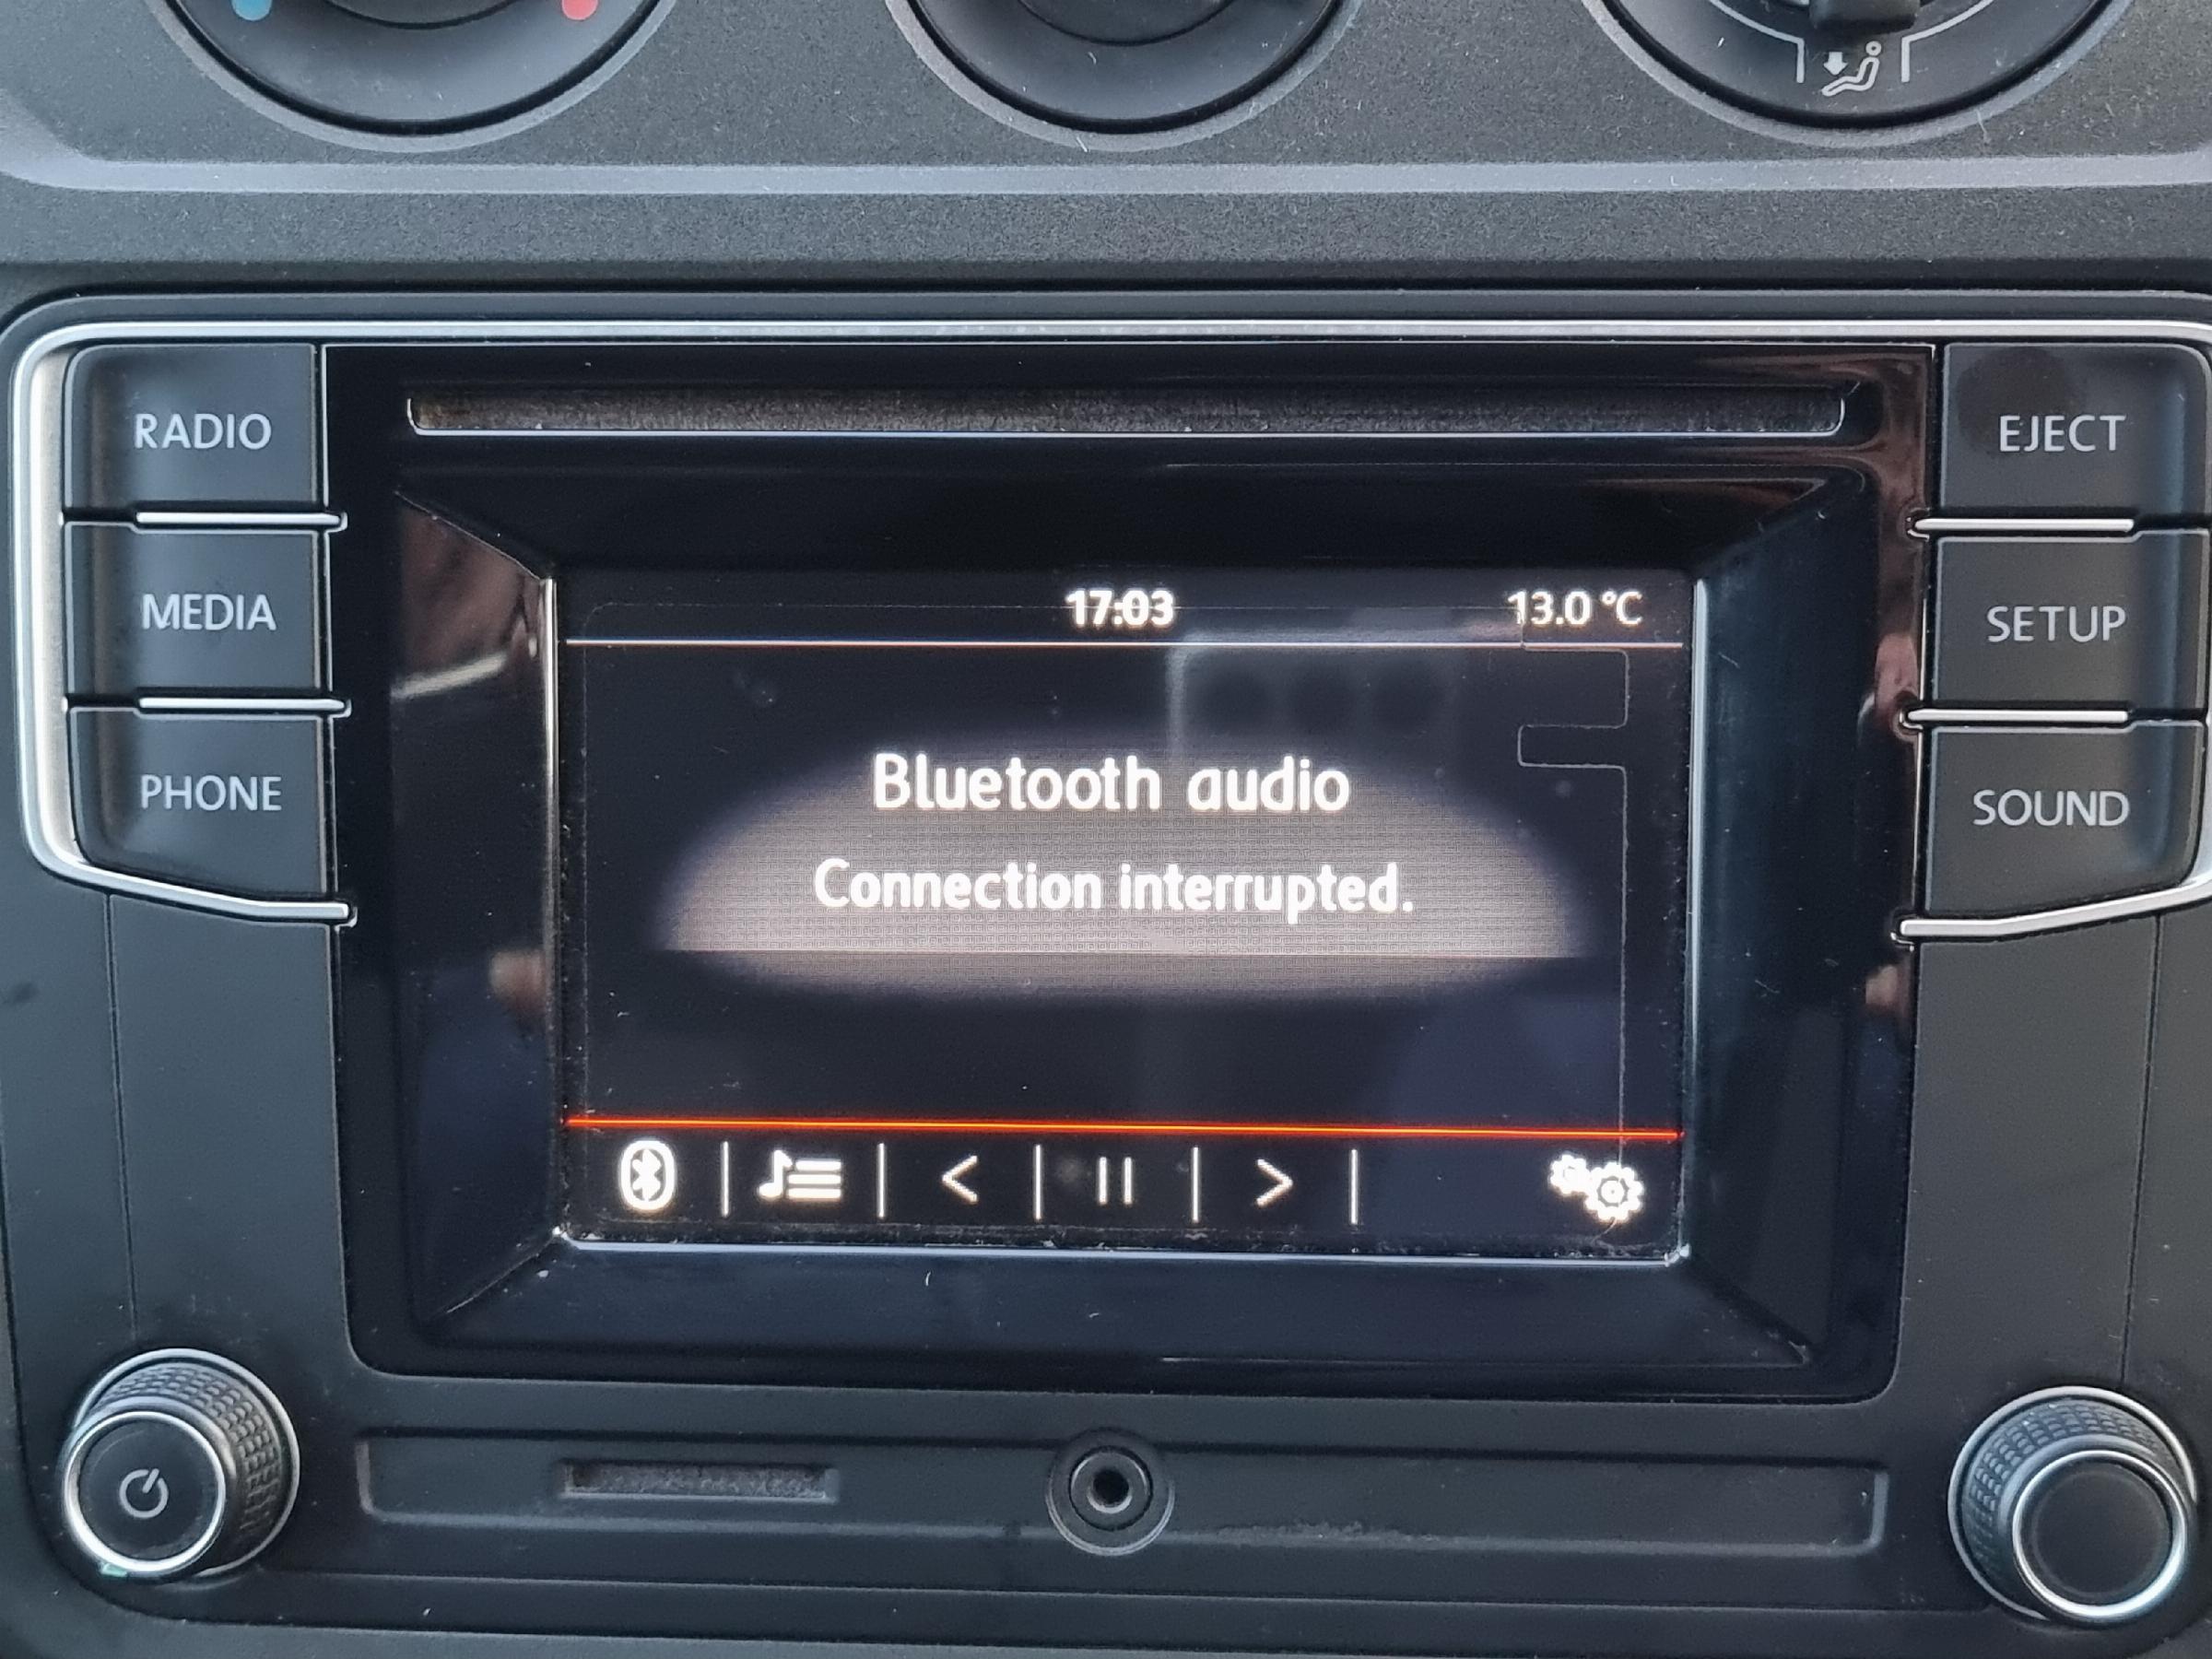 RADIO
EJECT
MEDIA
17:03
13.0 °C
SETUP
PHONE
Bluetooth audio
SOUND
Connection interrupted.